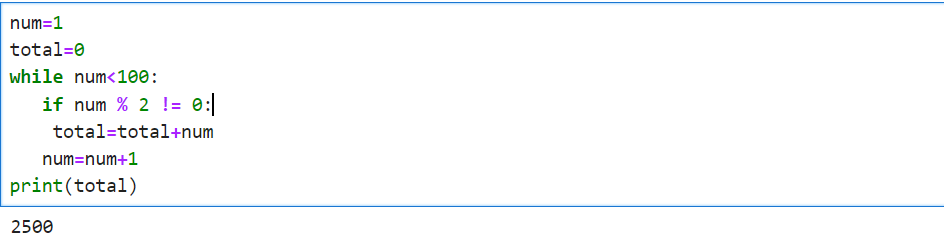 num=1
total=0
while num<100:
   if num % 2 != 0:
    total=total+num
   num=num+1
print(total)
2500